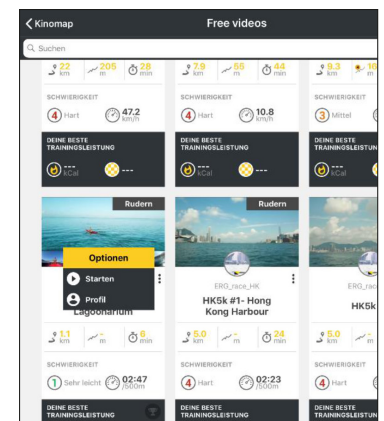 Kinomap
Free videos
Suchen
22 km 205 m 28 min
7.9 km 55 m 44 min
9.3 km
SCHWIERIGKEIT
4 Hart 47.2 km/h
SCHWIERIGKEIT
4 Hart 10.8 km/h
SCHWIERIGKEIT
3 Mittel
DEINE BESTE
TRAININGSLEISTUNG
--- kCal ---
DEINE BESTE
TRAININGSLEISTUNG
--- kCal ---
DEINE BESTE
--- kCal
Rudern
Optionen
Starten
Profil
Lagoonarium
1.1 km - m 6 min
SCHWIERIGKEIT
1 Sehr leicht 02:47 /500m
DEINE BESTE
TRAININGSLEISTUNG
Rudern
ERG_race_HK
HK5k #1- Hong
Kong Harbour
5.0 km - m 24 min
SCHWIERIGKEIT
4 Hart 02:23 /500m
DEINE BESTE
TRAININGSLEISTUNG
HK5k
5.0 km - m
SCHWIERIGKEIT
4 Hart
DEINE BESTE